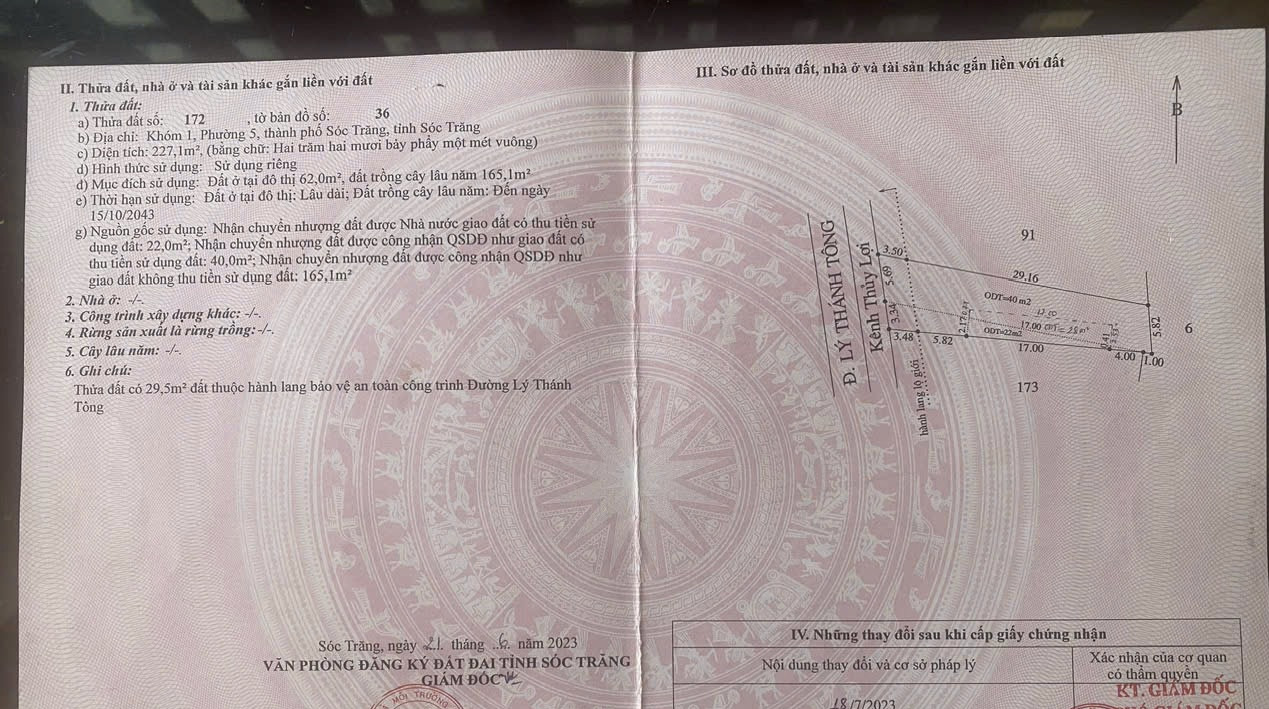 II. Thửa đất, nhà ở và tài sản khác gắn liền với đất
1. Thửa đất:
a) Thửa đất số: 172 , tờ bản đồ số: 36
b) Địa chỉ: Khóm 1, Phường 5, thành phố Sóc Trăng, tỉnh Sóc Trăng
c) Diện tích: 227,1m², (bằng chữ: Hai trăm hai mươi bảy phẩy một mét vuông)
d) Hình thức sử dụng: Sử dụng riêng
đ) Mục đích sử dụng: Đất ở tại đô thị 62,0m², đất trồng cây lâu năm 165,1m²
e) Thời hạn sử dụng: Đất ở tại đô thị: Lâu dài; Đất trồng cây lâu năm: Đến ngày
15/10/2043
g) Nguồn gốc sử dụng: Nhận chuyển nhượng đất được Nhà nước giao đất có thu tiền sử
dụng đất: 22,0m²; Nhận chuyển nhượng đất được công nhận QSDĐ như giao đất có
thu tiền sử dụng đất: 40,0m²; Nhận chuyển nhượng đất được công nhận QSDĐ như
giao đất không thu tiền sử dụng đất: 165,1m²
2. Nhà ở: -/-.
3. Công trình xây dựng khác: -/-.
4. Rừng sản xuất là rừng trồng: -/-.
5. Cây lâu năm: -/-.
6. Ghi chú:
Thửa đất có 29,5m² đất thuộc hành lang bảo vệ an toàn công trình Đường Lý Thánh
Tông
Sóc Trăng, ngày 21 tháng 6 năm 2023
VĂN PHÒNG ĐĂNG KÝ ĐẤT ĐAI TỈNH SÓC TRĂNG
GIÁM ĐỐC
MÔI TRƯỜNG
III. Sơ đồ thửa đất, nhà ở và tài sản khác gắn liền với đất
B
Đ. LÝ THÁNH TÔNG
Kênh Thủy Lợi
hành lang lộ giới
91
3.50
5.69
29.16
ODT=40 m2
3.34
17.00
ODT=22m2
5.82
6
3.48
5.82
17.00
4.00
1.00
173
IV. Những thay đổi sau khi cấp giấy chứng nhận
Nội dung thay đổi và cơ sở pháp lý
Xác nhận của cơ quan
có thẩm quyền
18/7/2023
KT. GIÁM ĐỐC